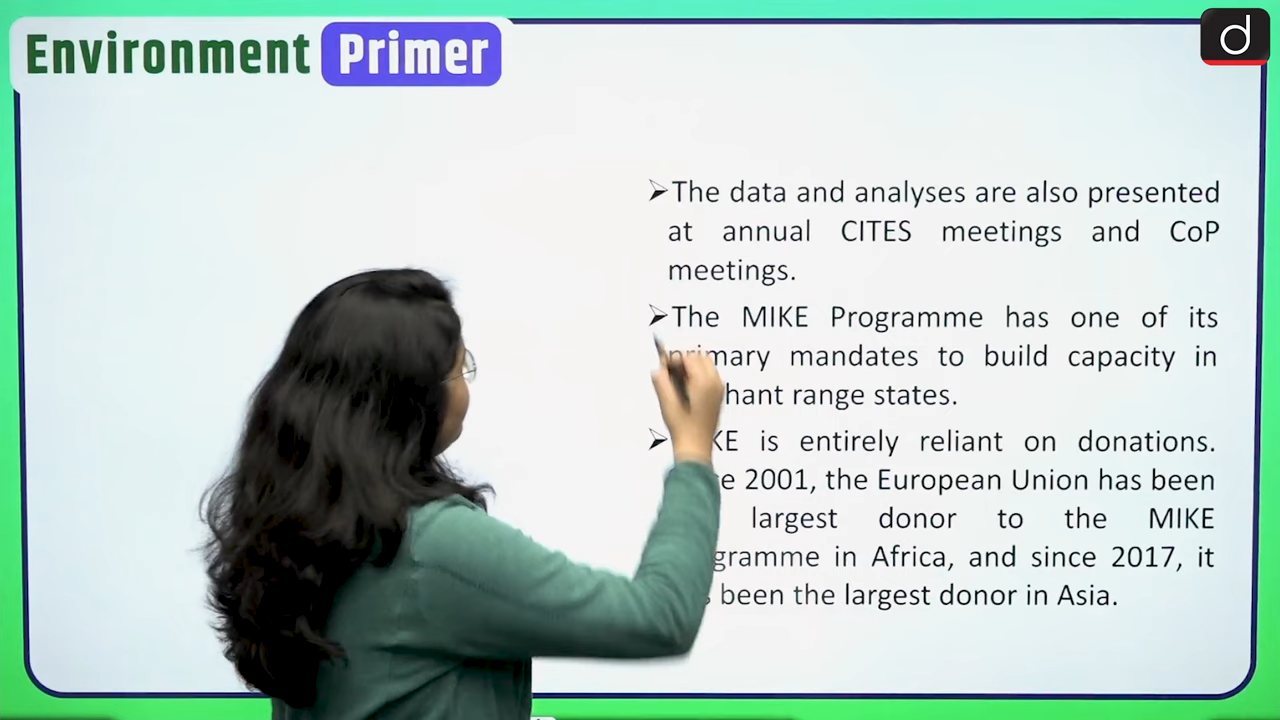 Environment Primer
d
➢The data and analyses are also presented
at annual CITES meetings and CoP
meetings.
➢The MIKE Programme has one of its
primary mandates to build capacity in
hant range states.
➢ KE is entirely reliant on donations.
e 2001, the European Union has been
largest donor to the MIKE
gramme in Africa, and since 2017, it
been the largest donor in Asia.